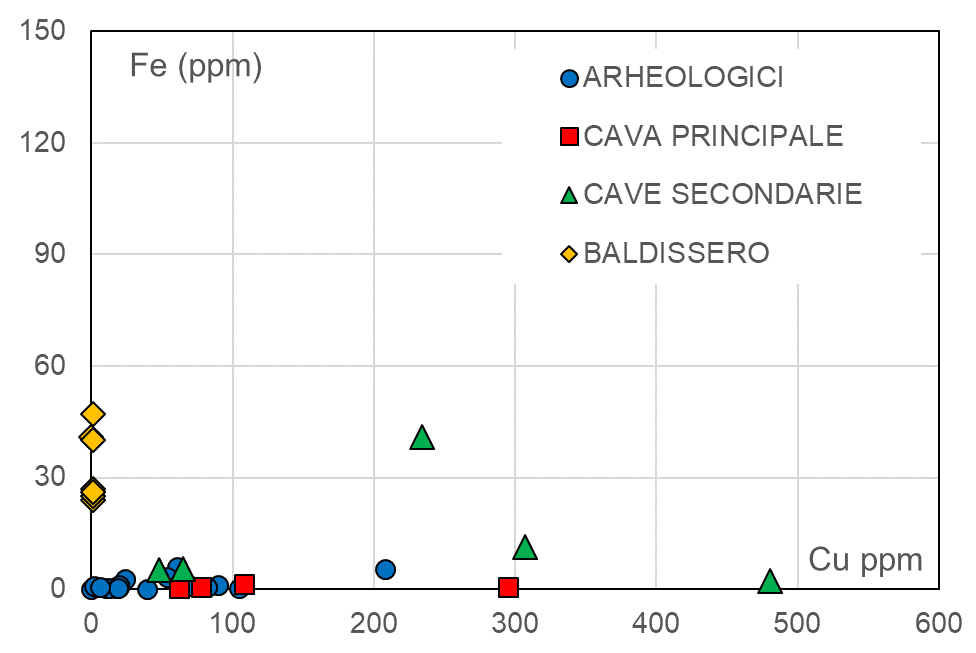 150
Fe (ppm)
ARHEOLOGICI
120
CAVA PRINCIPALE
CAVE SECONDARIE
90
BALDISSERO
60
30
Cu ppm
0
0 100 200 300 400 500 600